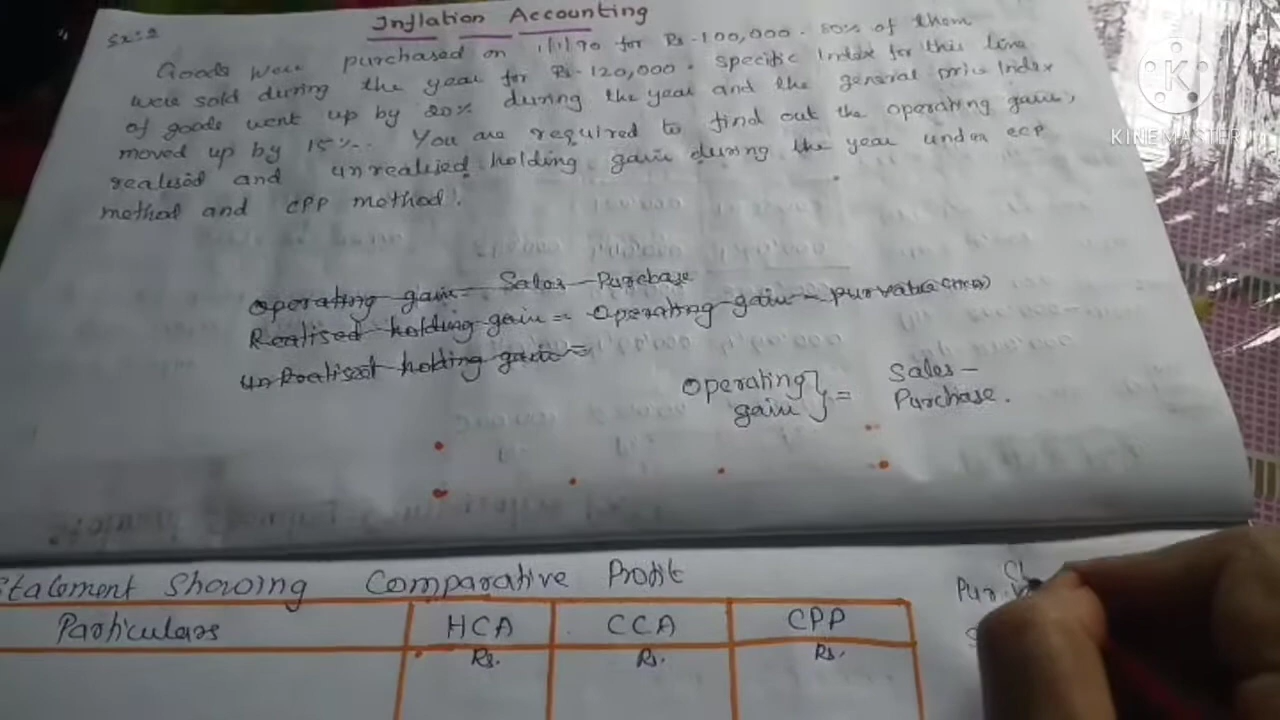 Inflation Accounting
Goods were purchased on 1/1/90 for Rs.100,000. 80% of them
were sold during the year for Rs.120,000. specific Index for this line
of goods went up by 20% during the year and the general price Index
moved up by 15%. You are required to find out the operating gain,
realised and unrealised holding gain during the year under ccp
method and CPP method.
Operating gain = Sales - Purchase
Realised holding gain = Operating gain -
UnRealised holding gain =
Operating gain } = Sales - Purchase.
Statement Showing Comparative Profit
Particulars HCA CCA CPP
Rs. Rs. Rs.
Pur.
K
KINEMASTER